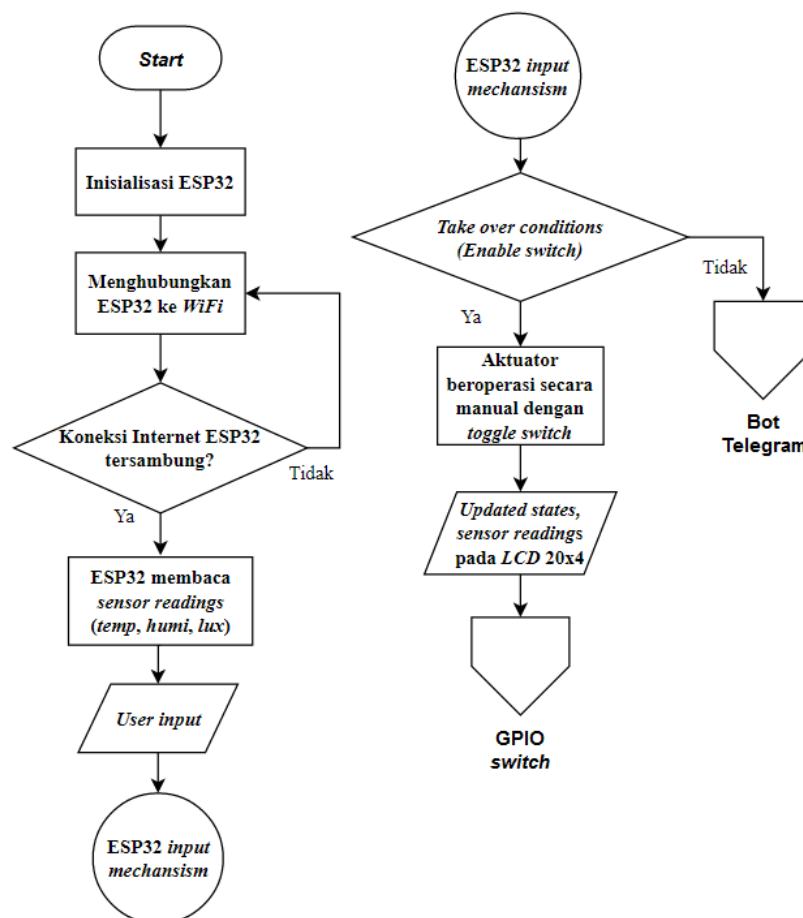 Start
Inisialisasi ESP32
Menghubungkan
ESP32 ke WiFi
Koneksi Internet ESP32
tersambung?
Tidak
Ya
ESP32 membaca
sensor readings
(temp, humi, lux)
User input
ESP32 input
mechansism
ESP32 input
mechansism
Take over conditions
(Enable switch)
Tidak
Ya
Aktuator
beroperasi secara
manual dengan
toggle switch
Bot
Telegram
Updated states,
sensor readings
pada LCD 20x4
GPIO
switch